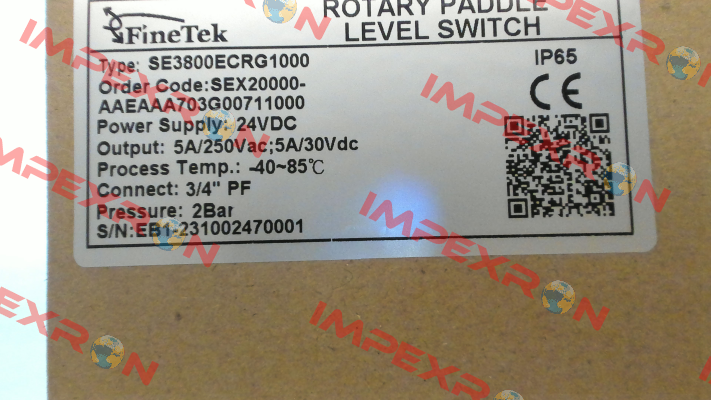 ROTARY PADDLE
LEVEL SWITCH
FineTek
Type: SE3800ECRG1000
IP65
Order Code:SEX20000-
AAEAAA703G00711000
CE
Power Supply: 24VDC
Output: 5A/250Vac;5A/30Vdc
Process Temp.: -40~85℃
Connect: 3/4" PF
Pressure: 2Bar
S/N:EB1-231002470001
IMPEXRON
IMPEXRON
IMPEXRON
IMPEXRON
IMPEXRON
IMPEXRON